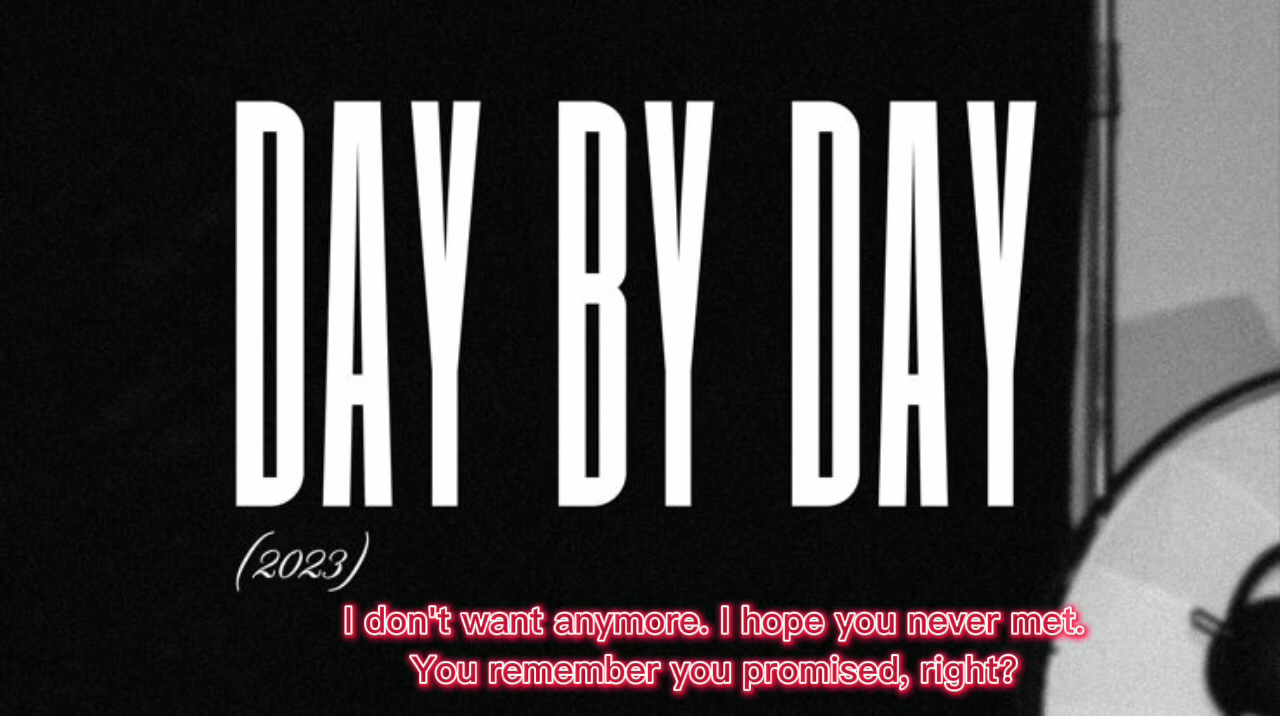 DAY BY DAY
(2023)
I don't want anymore. I hope you never met.
You remember you promised, right?